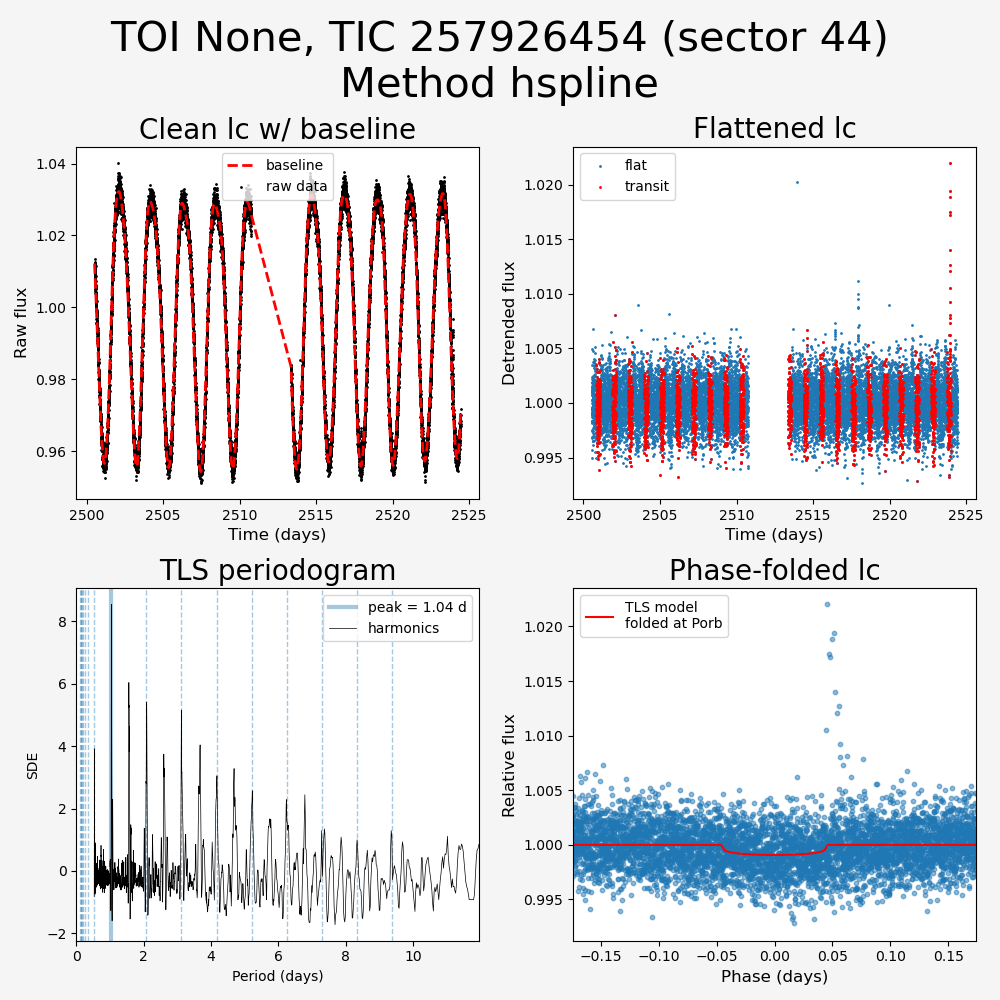 TOI None, TIC 257926454 (sector 44)
Method hspline
Clean lc w/ baseline
Flattened lc
baseline
raw data
flat
transit
1.04
1.02
1.00
0.98
0.96
Raw flux
2500
2505
2510
2515
2520
2525
Time (days)
1.020
1.015
1.010
1.005
1.000
0.995
Detrended flux
2500
2505
2510
2515
2520
2525
Time (days)
TLS periodogram
Phase-folded lc
peak = 1.04 d
harmonics
TLS model
folded at Porb
8
6
4
2
0
−2
SDE
0
2
4
6
8
10
Period (days)
1.020
1.015
1.010
1.005
1.000
0.995
Relative flux
−0.15
−0.10
−0.05
0.00
0.05
0.10
0.15
Phase (days)